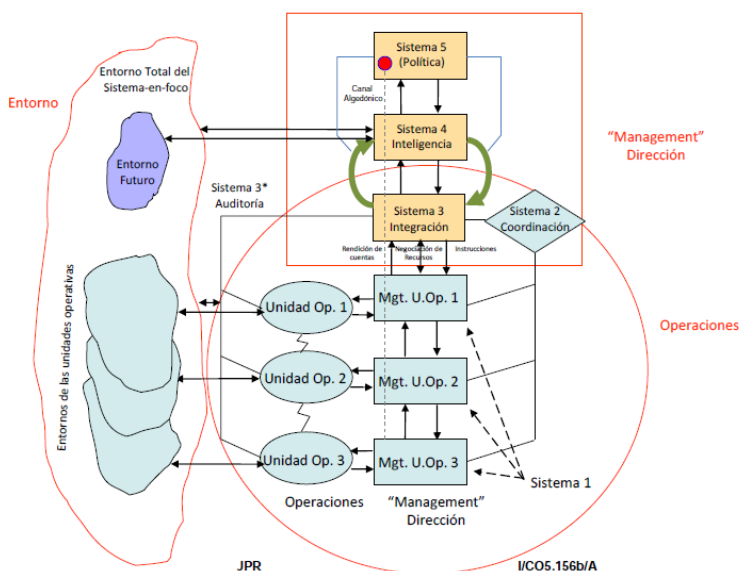 Sistema 5
(Política)
Entorno Total del
Sistema-en-foco
Canal
Algedónico
Entorno
Sistema 4
Inteligencia
"Management"
Dirección
Entorno
Futuro
Sistema 3*
Auditoría
Sistema 3
Integración
Sistema 2
Coordinación
Rendición de
cuentas
Negociación de
Recursos
Instrucciones
Entornos de las unidades operativas
Unidad Op. 1
Mgt. U.Op. 1
Operaciones
Unidad Op. 2
Mgt. U.Op. 2
Unidad Op. 3
Mgt. U.Op. 3
Sistema 1
Operaciones
"Management"
Dirección
JPR
I/CO5.156b/A